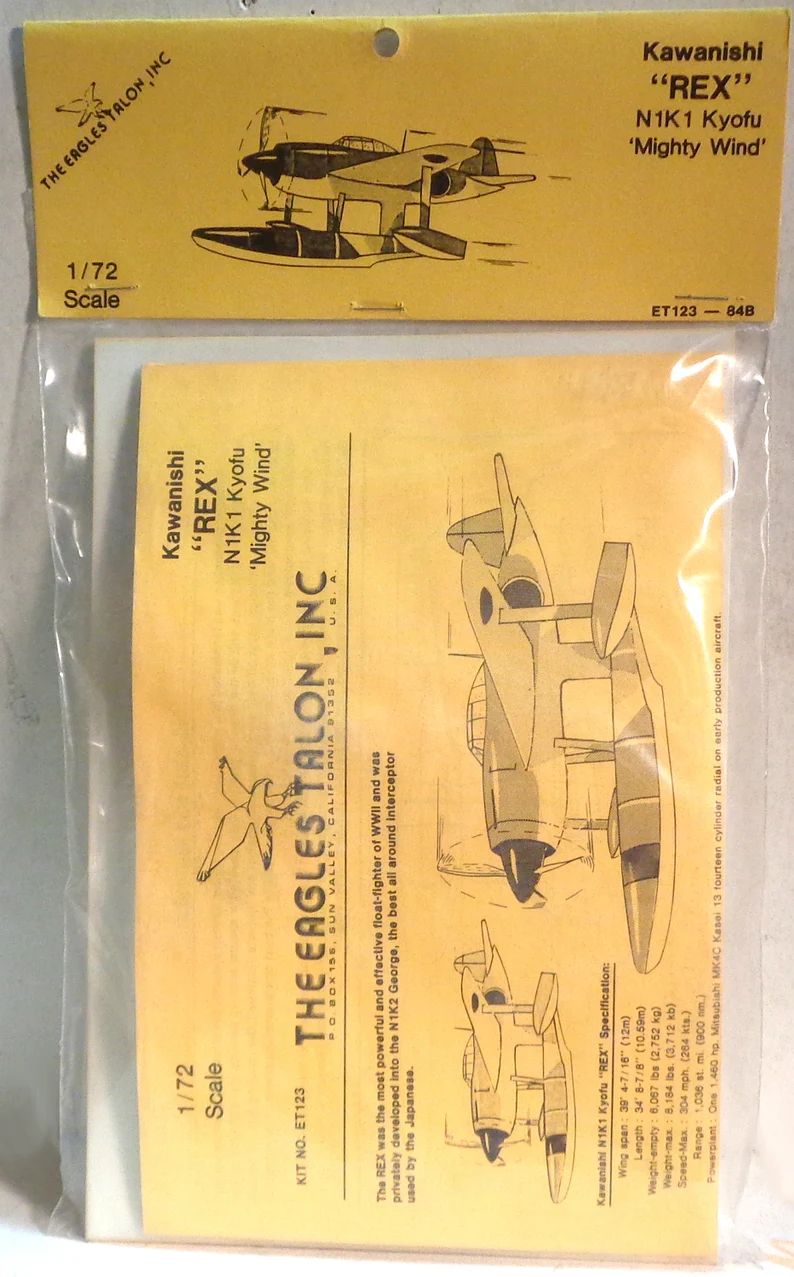 THE EAGLES TALON, INC
Kawanishi
“REX”
N1K1 Kyofu
‘Mighty Wind’
1/72
Scale
ET123 — 84B
Kawanishi
“REX”
N1K1 Kyofu
‘Mighty Wind’
1/72
Scale
THE EAGLES TALON, INC
P.O. BOX 156, SUN VALLEY, CALIFORNIA 91352 U.S.A.
KIT NO. ET123
The REX was the most powerful and effective float-fighter of WWII and was
privately developed into the N1K2 George, the best all around interceptor
used by the Japanese.
Kawanishi N1K1 Kyofu “REX” Specification:
Wing span : 39' 4-7/16" (12m)
Length : 34' 8-7/8" (10.59m)
Weight-empty : 6,067 lbs (2,752 kg)
Weight-max. : 8,184 lbs. (3,712 kb)
Speed-Max. : 304 mph. (264 kts.)
Range : 1,036 st. mi. (900 nm.)
Powerplant : One 1,460 hp. Mitsubishi MK4C Kasei 13 fourteen cylinder radial on early production aircraft.